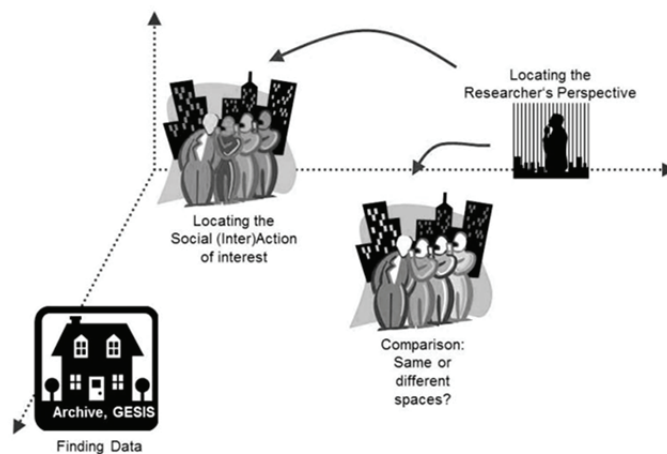 Locating the
Researcher's Perspective
Locating the
Social (Inter)Action
of interest
Comparison:
Same or
different
spaces?
Archive, GESIS
Finding Data